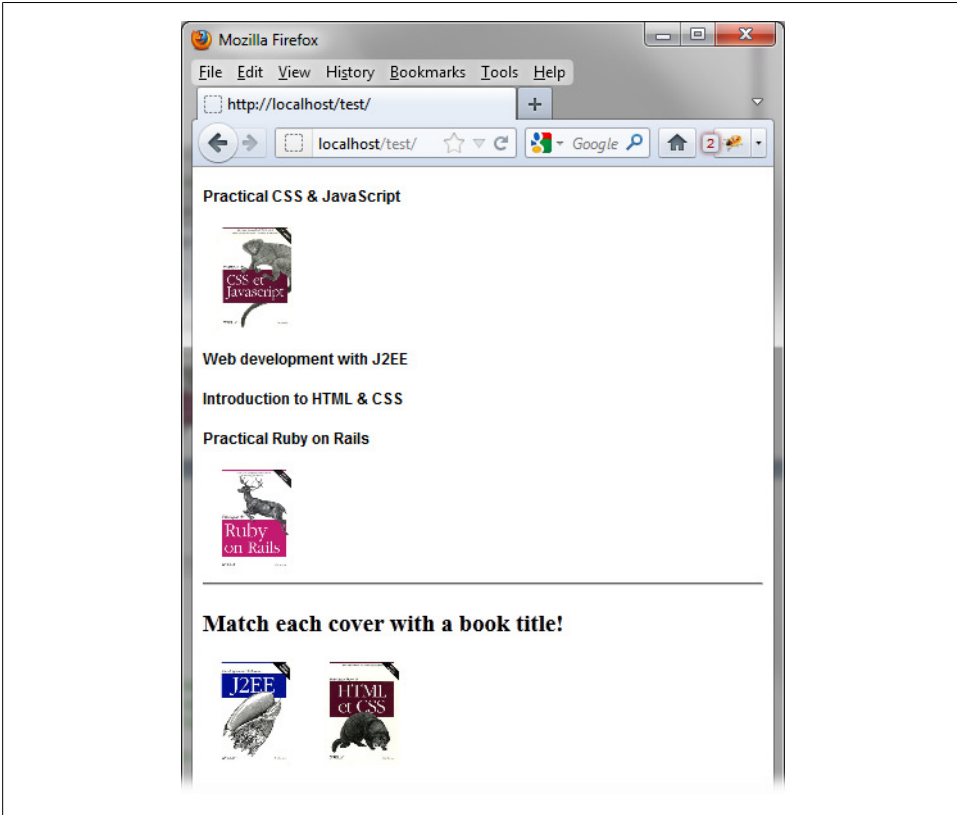 Mozilla Firefox
File Edit View History Bookmarks Tools Help
http://localhost/test/
localhost/test/ Google 2
Practical CSS & JavaScript
CSS et
Javascript
Web development with J2EE
Introduction to HTML & CSS
Practical Ruby on Rails
Ruby
on Rails
Match each cover with a book title!
J2EE
HTML
et CSS